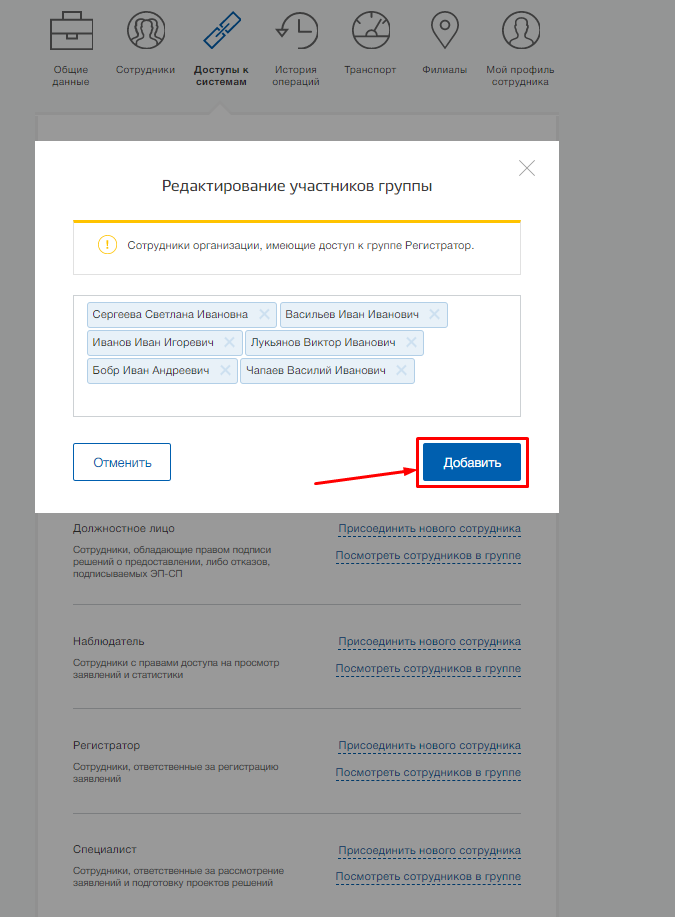 Общие
данные
Сотрудники
Доступы к
системам
История
операций
Транспорт
Филиалы
Мой профиль
сотрудника
Редактирование участников группы
Сотрудники организации, имеющие доступ к группе Регистратор.
Сергеева Светлана Ивановна Васильев Иван Иванович
Иванов Иван Игоревич Лукьянов Виктор Иванович
Бобр Иван Андреевич Чапаев Василий Иванович
Отменить Добавить
Должностное лицо Присоединить нового сотрудника
Сотрудники, обладающие правом подписи Посмотреть сотрудников в группе
решений о предоставлении, либо отказов,
подписываемых ЭП-СП
Наблюдатель Присоединить нового сотрудника
Сотрудники с правами доступа на просмотр Посмотреть сотрудников в группе
заявлений и статистики
Регистратор Присоединить нового сотрудника
Сотрудники, ответственные за регистрацию Посмотреть сотрудников в группе
заявлений
Специалист Присоединить нового сотрудника
Сотрудники, ответственные за рассмотрение Посмотреть сотрудников в группе
заявлений и подготовку проектов решений